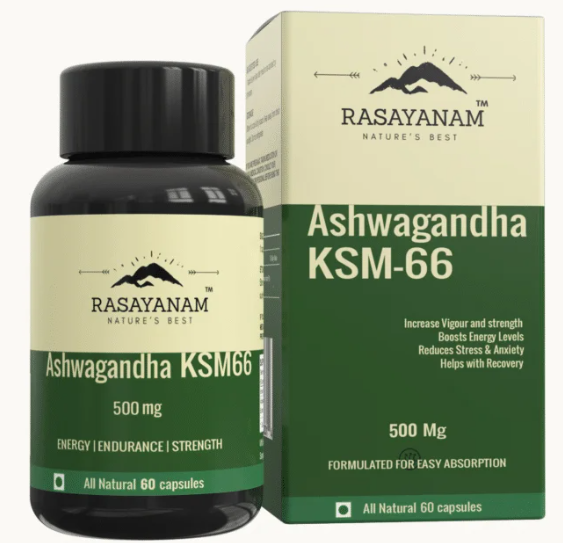 RASAYANAM™
NATURE'S BEST
Ashwagandha KSM66
500 mg
ENERGY | ENDURANCE | STRENGTH
All Natural 60 capsules
RASAYANAM™
NATURE'S BEST
Ashwagandha
KSM-66
Increase Vigour and strength
Boosts Energy Levels
Reduces Stress & Anxiety
Helps with Recovery
500 Mg
FORMULATED FOR EASY ABSORPTION
All Natural 60 capsules